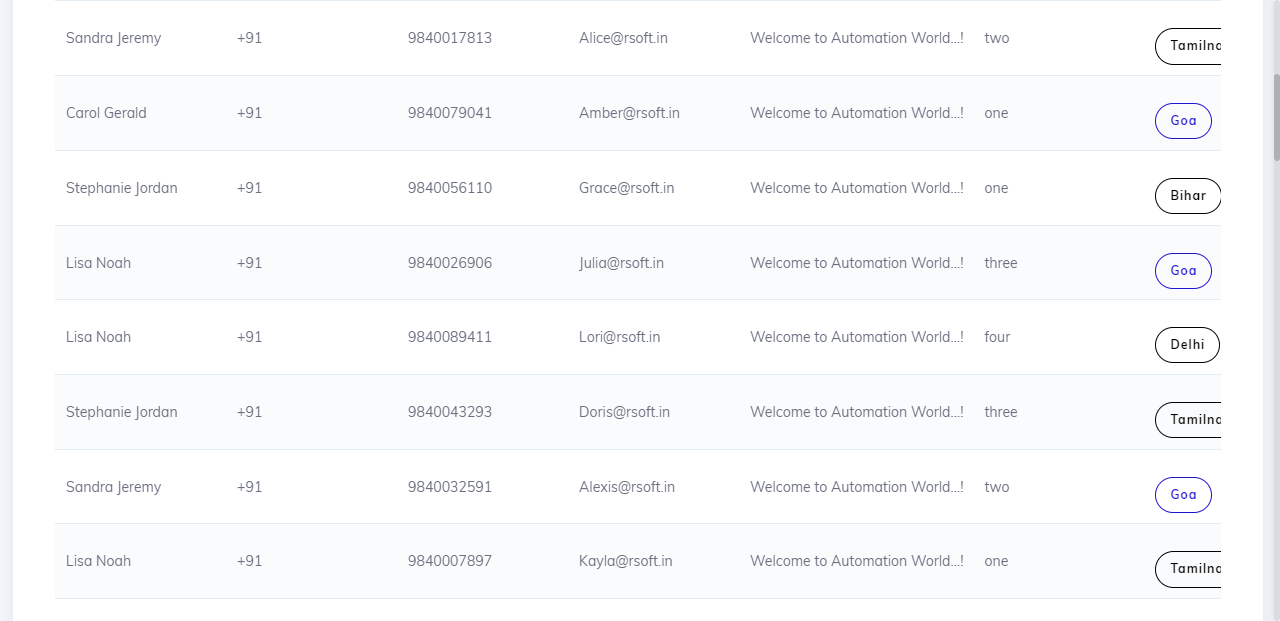 Sandra Jeremy +91 9840017813 Alice@rsoft.in Welcome to Automation World...! two Tamilna
Carol Gerald +91 9840079041 Amber@rsoft.in Welcome to Automation World...! one Goa
Stephanie Jordan +91 9840056110 Grace@rsoft.in Welcome to Automation World...! one Bihar
Lisa Noah +91 9840026906 Julia@rsoft.in Welcome to Automation World...! three Goa
Lisa Noah +91 9840089411 Lori@rsoft.in Welcome to Automation World...! four Delhi
Stephanie Jordan +91 9840043293 Doris@rsoft.in Welcome to Automation World...! three Tamilna
Sandra Jeremy +91 9840032591 Alexis@rsoft.in Welcome to Automation World...! two Goa
Lisa Noah +91 9840007897 Kayla@rsoft.in Welcome to Automation World...! one Tamilna